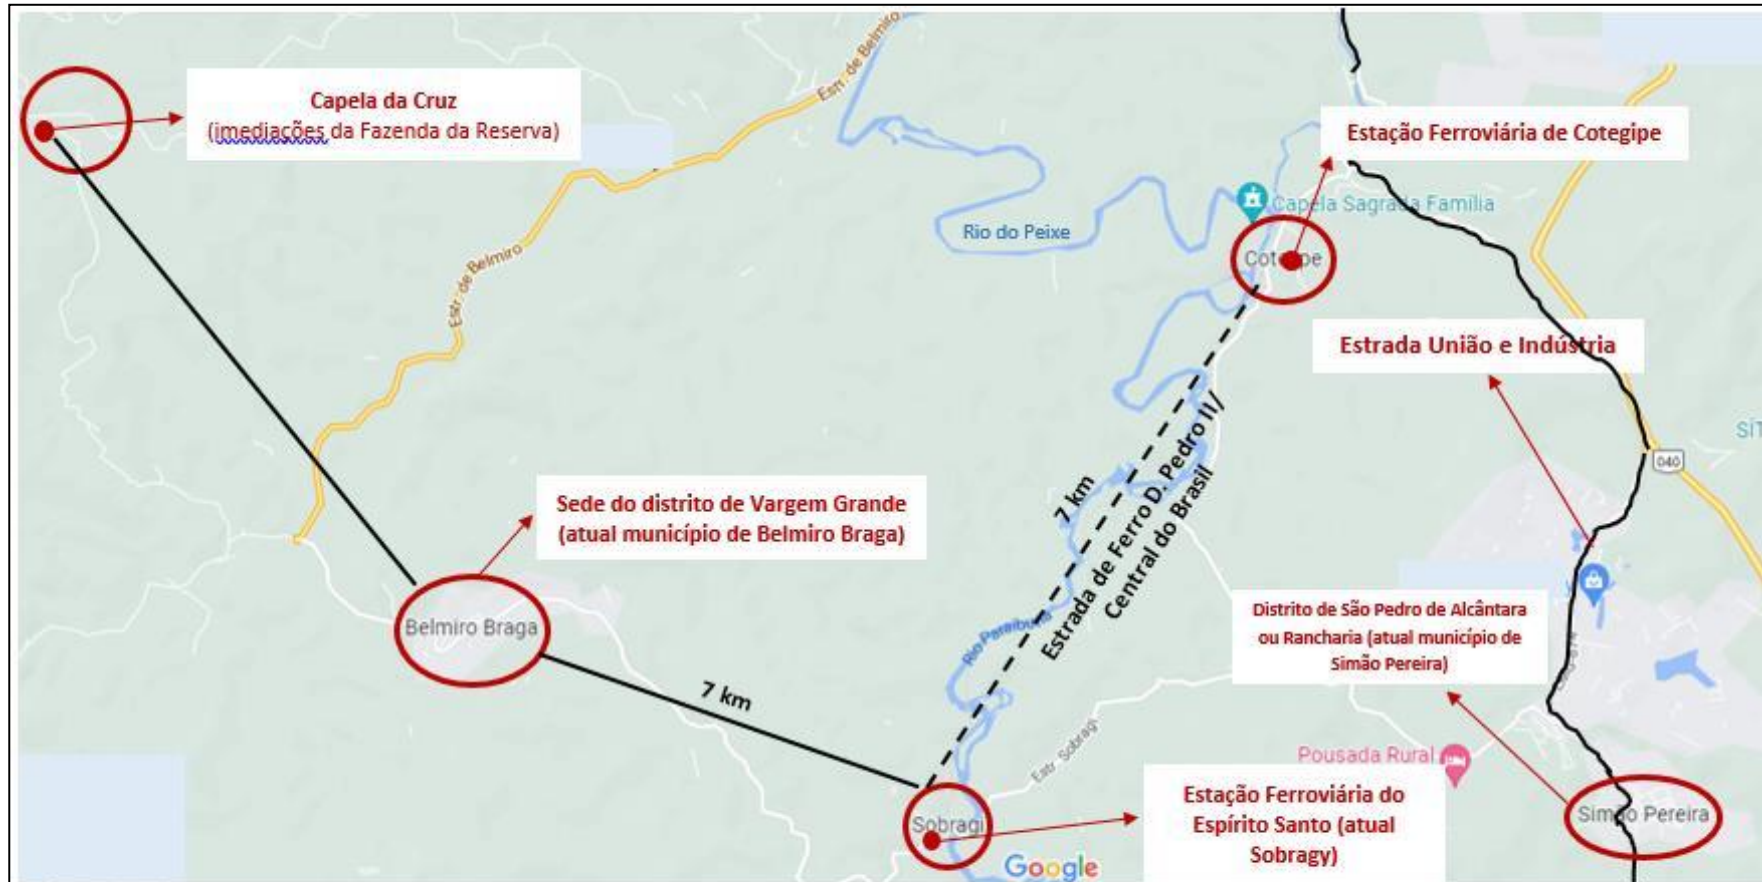 Capela da Cruz
(imediações da Fazenda da Reserva)
Estr. de Belmiro
Estação Ferroviária de Cotegipe
Capela Sagrada Família
Rio do Peixe
Cotegipe
Estr. de Belmiro
Estrada União e Indústria
SÍT
040
7 km
Estrada de Ferro D. Pedro II/
Central do Brasil
Sede do distrito de Vargem Grande
(atual município de Belmiro Braga)
Belmiro Braga
Rio Paraibuna
Distrito de São Pedro de Alcântara
ou Rancharia (atual município de
Simão Pereira)
7 km
Estr. Sobragi
Pousada Rural
Estação Ferroviária do
Espírito Santo (atual
Sobragy)
Sobragi
Simão Pereira
Google